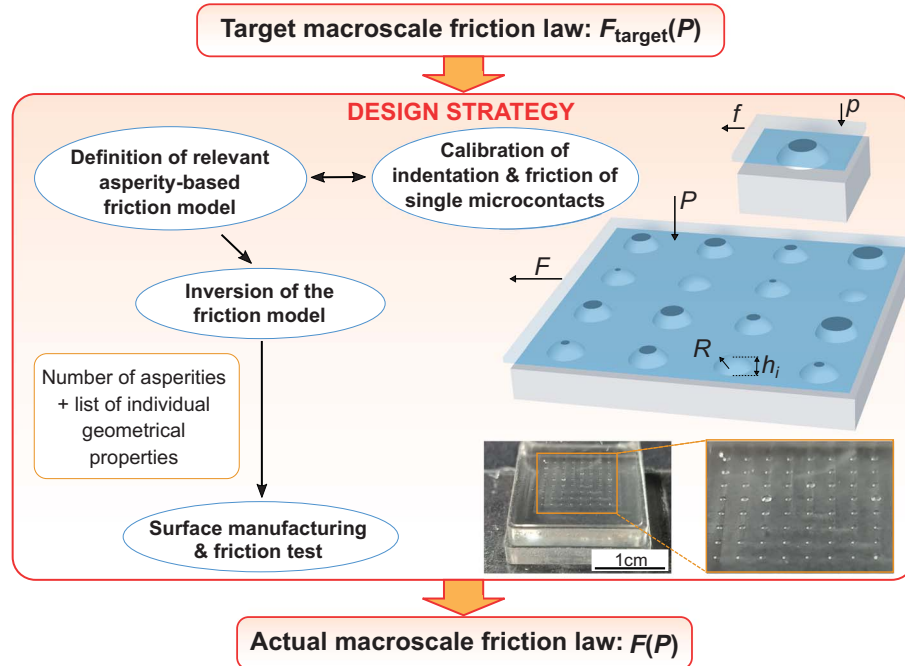 Target macroscale friction law: F_target(P)
DESIGN STRATEGY
Definition of relevant
asperity-based
friction model
Calibration of
indentation & friction of
single microcontacts
Inversion of the
friction model
Number of asperities
+ list of individual
geometrical
properties
Surface manufacturing
& friction test
f
p
P
F
R
h_i
1cm
Actual macroscale friction law: F(P)